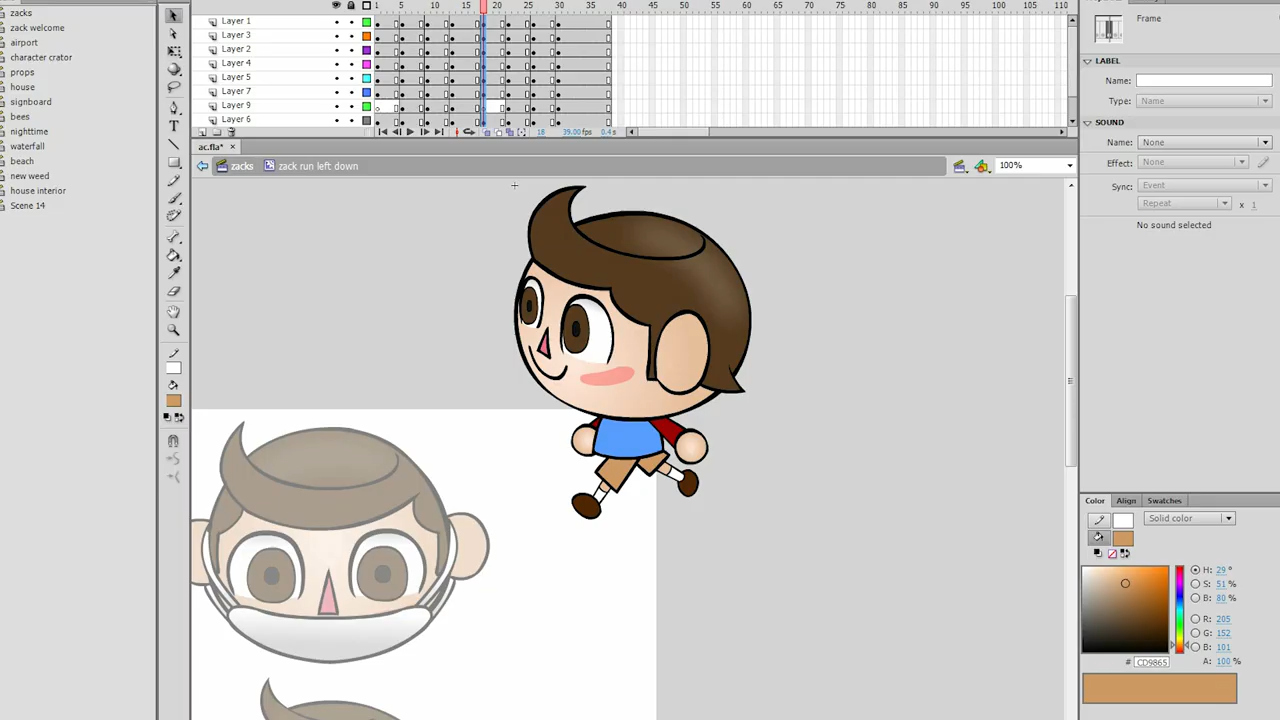 zacks
zack welcome
airport
character crator
props
house
signboard
bees
nighttime
waterfall
beach
new weed
house interior
Scene 14
1 5 10 15 20 25 30 35 40 45 50 55 60 65 70 75 80 85 90 95 100 105 110
Layer 1
Layer 3
Layer 2
Layer 4
Layer 5
Layer 7
Layer 9
Layer 6
18 39.00fps 0.4s
ac.fla* ×
zacks zack run left down 100%
T
Frame
LABEL
Name:
Type: Name
SOUND
Name: None
Effect: None
Sync: Event
Repeat x 1
No sound selected
Color Align Swatches
Solid color
H: 29 °
S: 51 %
B: 80 %
R: 205
G: 152
B: 101
# CD9865 A: 100 %